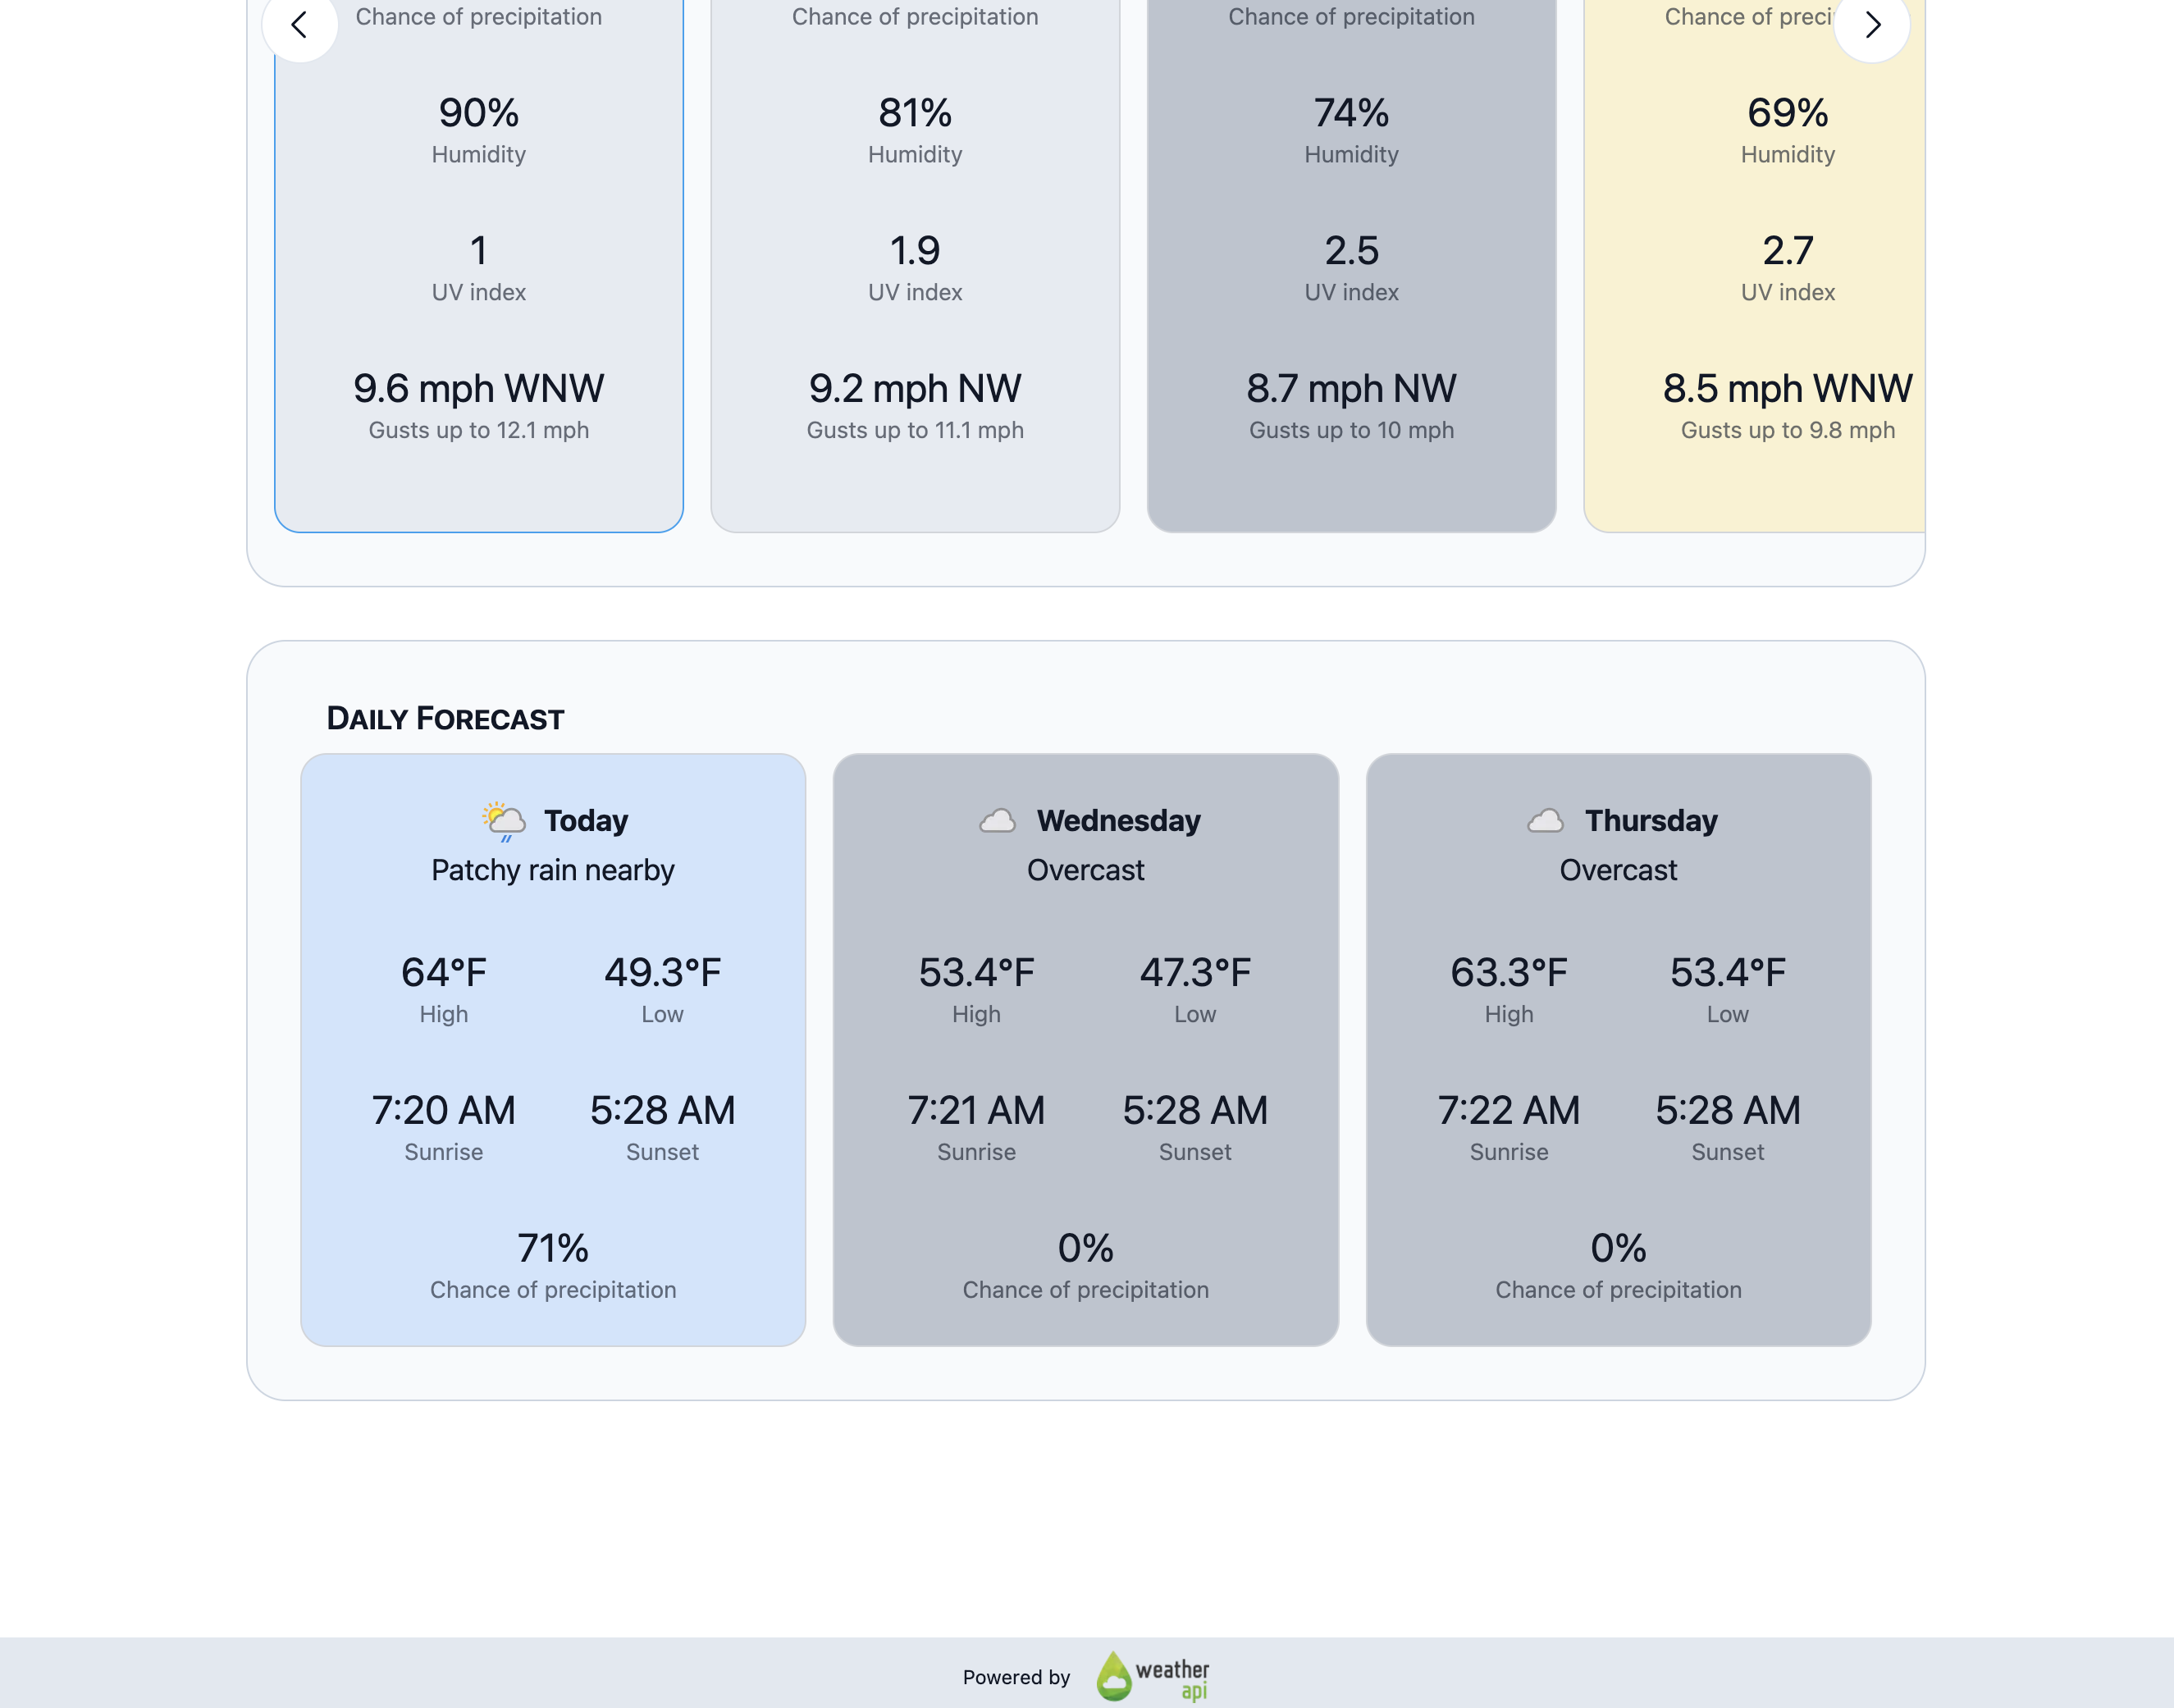 Chance of precipitation
Chance of precipitation
Chance of precipitation
Chance of
90%
Humidity
1
UV index
9.6 mph WNW
Gusts up to 12.1 mph
81%
Humidity
1.9
UV index
9.2 mph NW
Gusts up to 11.1 mph
74%
Humidity
2.5
UV index
8.7 mph NW
Gusts up to 10 mph
69%
Humidity
2.7
UV index
8.5 mph WNW
Gusts up to 9.8 mph
DAILY FORECAST
Today
Patchy rain nearby
64°F
High
49.3°F
Low
7:20 AM
Sunrise
5:28 AM
Sunset
71%
Chance of precipitation
Wednesday
Overcast
53.4°F
High
47.3°F
Low
7:21 AM
Sunrise
5:28 AM
Sunset
0%
Chance of precipitation
Thursday
Overcast
63.3°F
High
53.4°F
Low
7:22 AM
Sunrise
5:28 AM
Sunset
0%
Chance of precipitation
Powered by
weather
api